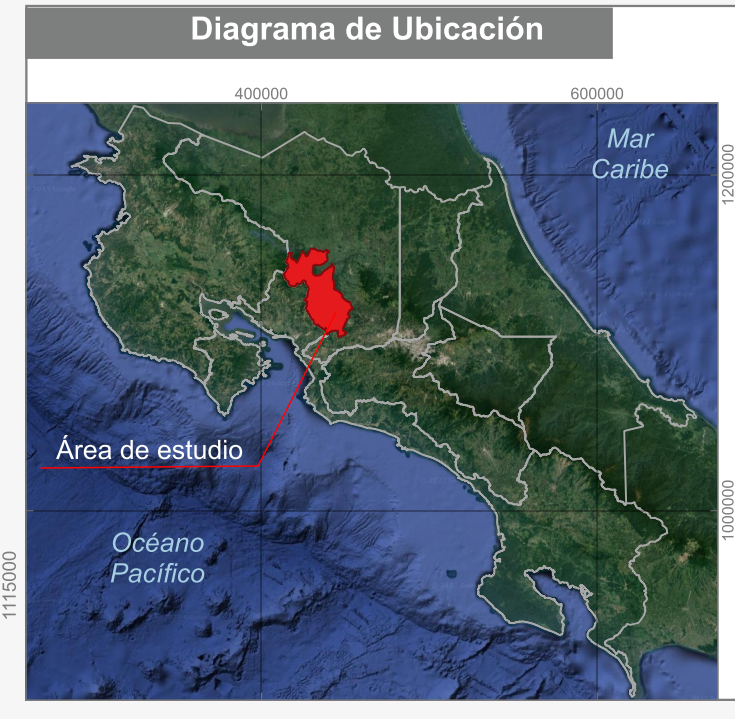 Diagrama de Ubicación
400000
600000
Mar
Caribe
1200000
Área de estudio
Océano
Pacífico
1000000
1115000